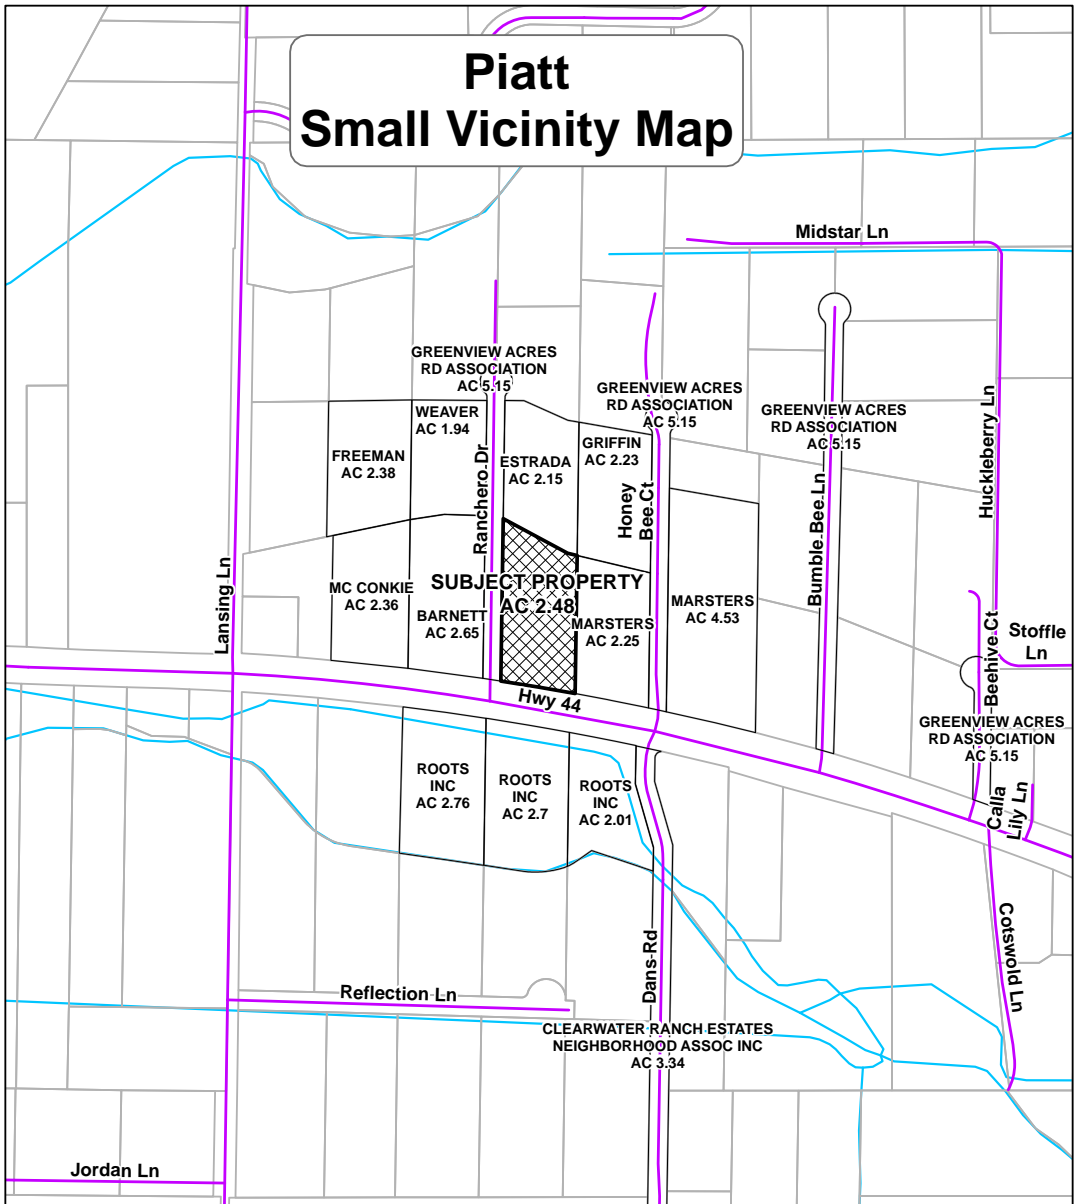 Piatt
Small Vicinity Map
Midstar Ln
GREENVIEW ACRES
RD ASSOCIATION
AC 5.15
GREENVIEW ACRES
RD ASSOCIATION
AC 5.15
GREENVIEW ACRES
RD ASSOCIATION
AC 5.15
Huckleberry Ln
WEAVER
AC 1.94
FREEMAN
AC 2.38
Ranchero Dr
ESTRADA
AC 2.15
GRIFFIN
AC 2.23
Honey
Bee Ct
Bumble Bee Ln
Lansing Ln
MC CONKIE
AC 2.36
BARNETT
AC 2.65
SUBJECT PROPERTY
AC 2.48
MARSTERS
AC 2.25
MARSTERS
AC 4.53
Beehive Ct
Stoffle
Ln
Hwy 44
GREENVIEW ACRES
RD ASSOCIATION
AC 5.15
ROOTS
INC
AC 2.76
ROOTS
INC
AC 2.7
ROOTS
INC
AC 2.01
Calla
Lily Ln
Dans Rd
Cotswold Ln
Reflection Ln
CLEARWATER RANCH ESTATES
NEIGHBORHOOD ASSOC INC
AC 3.34
Jordan Ln